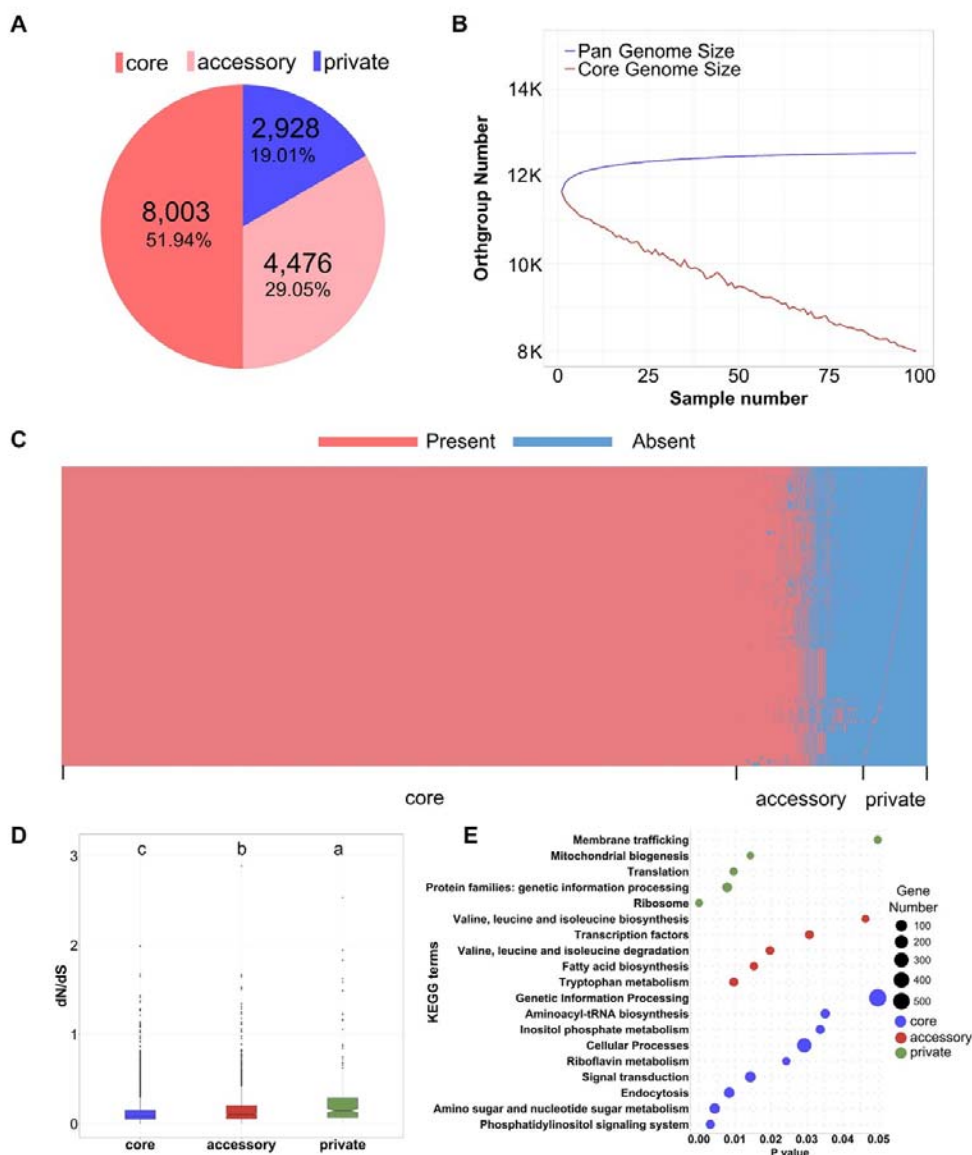 A
core accessory private
2,928
19.01%
8,003
51.94%
4,476
29.05%
B
Pan Genome Size
Core Genome Size
Orthgroup Number
14K
12K
10K
8K
0 25 50 75 100
Sample number
C
Present Absent
core accessory private
D
c b a
3
2
1
0
dN/dS
core accessory private
E
KEGG terms
Membrane trafficking
Mitochondrial biogenesis
Translation
Protein families: genetic information processing
Ribosome
Valine, leucine and isoleucine biosynthesis
Transcription factors
Valine, leucine and isoleucine degradation
Fatty acid biosynthesis
Tryptophan metabolism
Genetic Information Processing
Aminoacyl-tRNA biosynthesis
Inositol phosphate metabolism
Cellular Processes
Riboflavin metabolism
Signal transduction
Endocytosis
Amino sugar and nucleotide sugar metabolism
Phosphatidylinositol signaling system
0.00 0.01 0.02 0.03 0.04 0.05
P value
Gene
Number
100
200
300
400
500
core
accessory
private